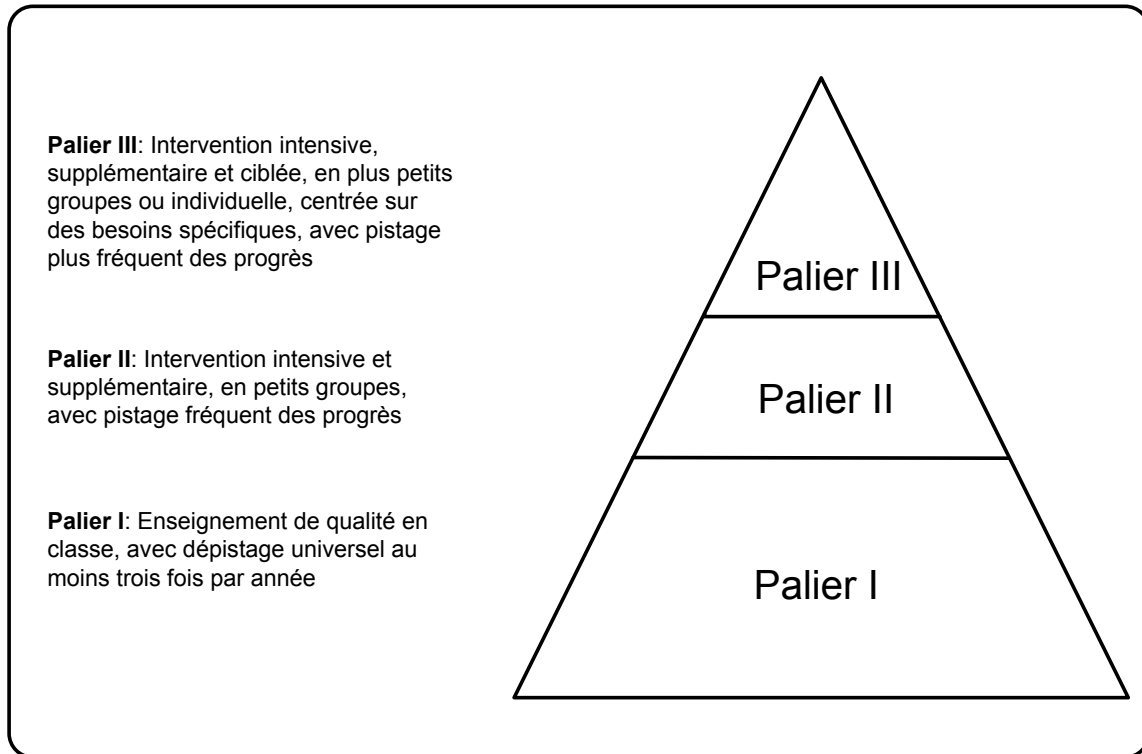 Palier III: Intervention intensive,
supplémentaire et ciblée, en plus petits
groupes ou individuelle, centrée sur
des besoins spécifiques, avec pistage
plus fréquent des progrès
Palier II: Intervention intensive et
supplémentaire, en petits groupes,
avec pistage fréquent des progrès
Palier I: Enseignement de qualité en
classe, avec dépistage universel au
moins trois fois par année
Palier III
Palier II
Palier I